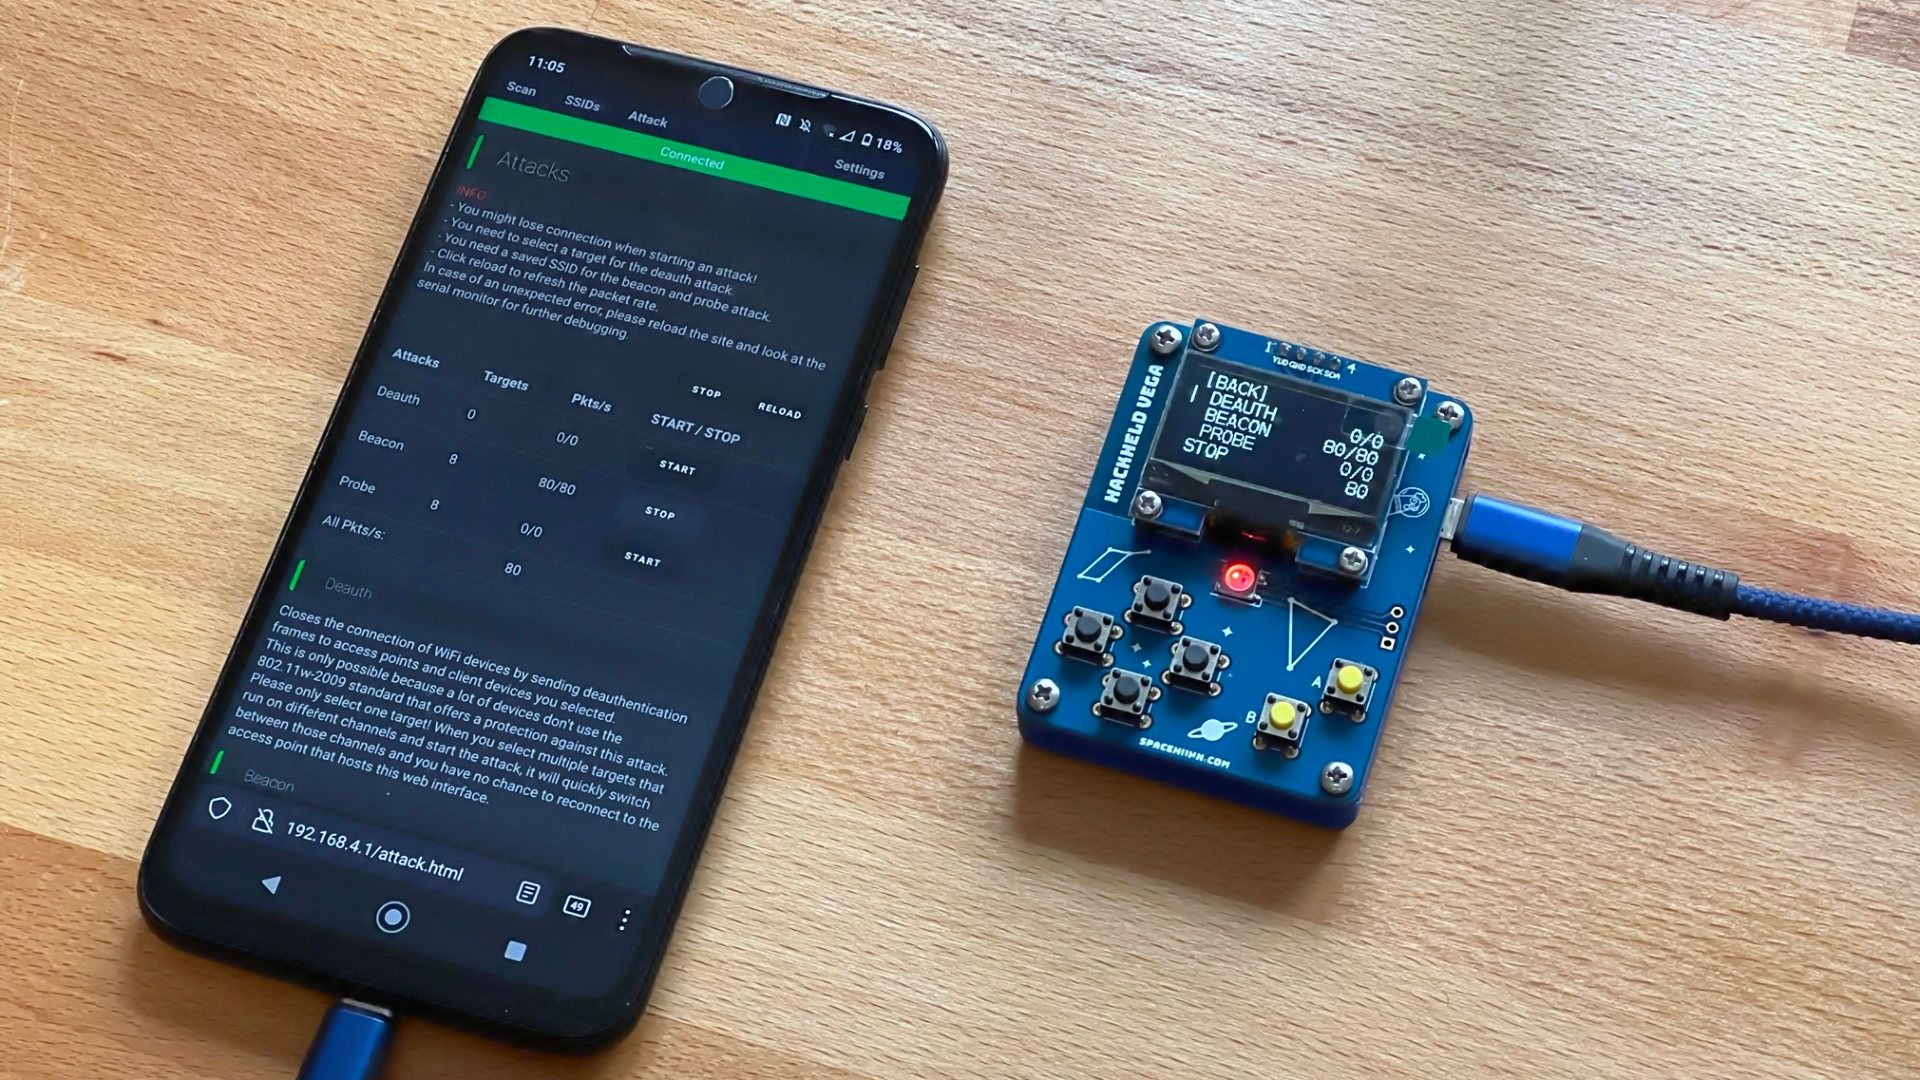 11:05
18%
Scan
SSIDs
Attack
Settings
Connected
Attacks
INFO
- You might lose connection when starting an attack!
- You need to select a target for the deauth attack.
- You need a saved SSID for the beacon and probe attack.
- Click reload to refresh the packet rate.
In case of an unexpected error, please reload the site and look at the
serial monitor for further debugging.
STOP RELOAD
Attacks Targets Pkts/s START / STOP
Deauth 0 0/0 START
Beacon 8 80/80 STOP
Probe 8 0/0 START
All Pkts/s: 80
Deauth
Closes the connection of WiFi devices by sending deauthentication
frames to access points and client devices you selected.
This is only possible because a lot of devices don't use the
802.11w-2009 standard that offers a protection against this attack.
Please only select one target! When you select multiple targets that
run on different channels and start the attack, it will quickly switch
between those channels and you have no chance to reconnect to the
access point that hosts this web interface.
Beacon
192.168.4.1/attack.html
49
HACKHELD VEGA
1 4
VDD GND SCK SDA
[BACK]
| DEAUTH 0/0
BEACON 80/80
PROBE 0/0
STOP 80
12-7
A
B
SPACEHUHN.COM